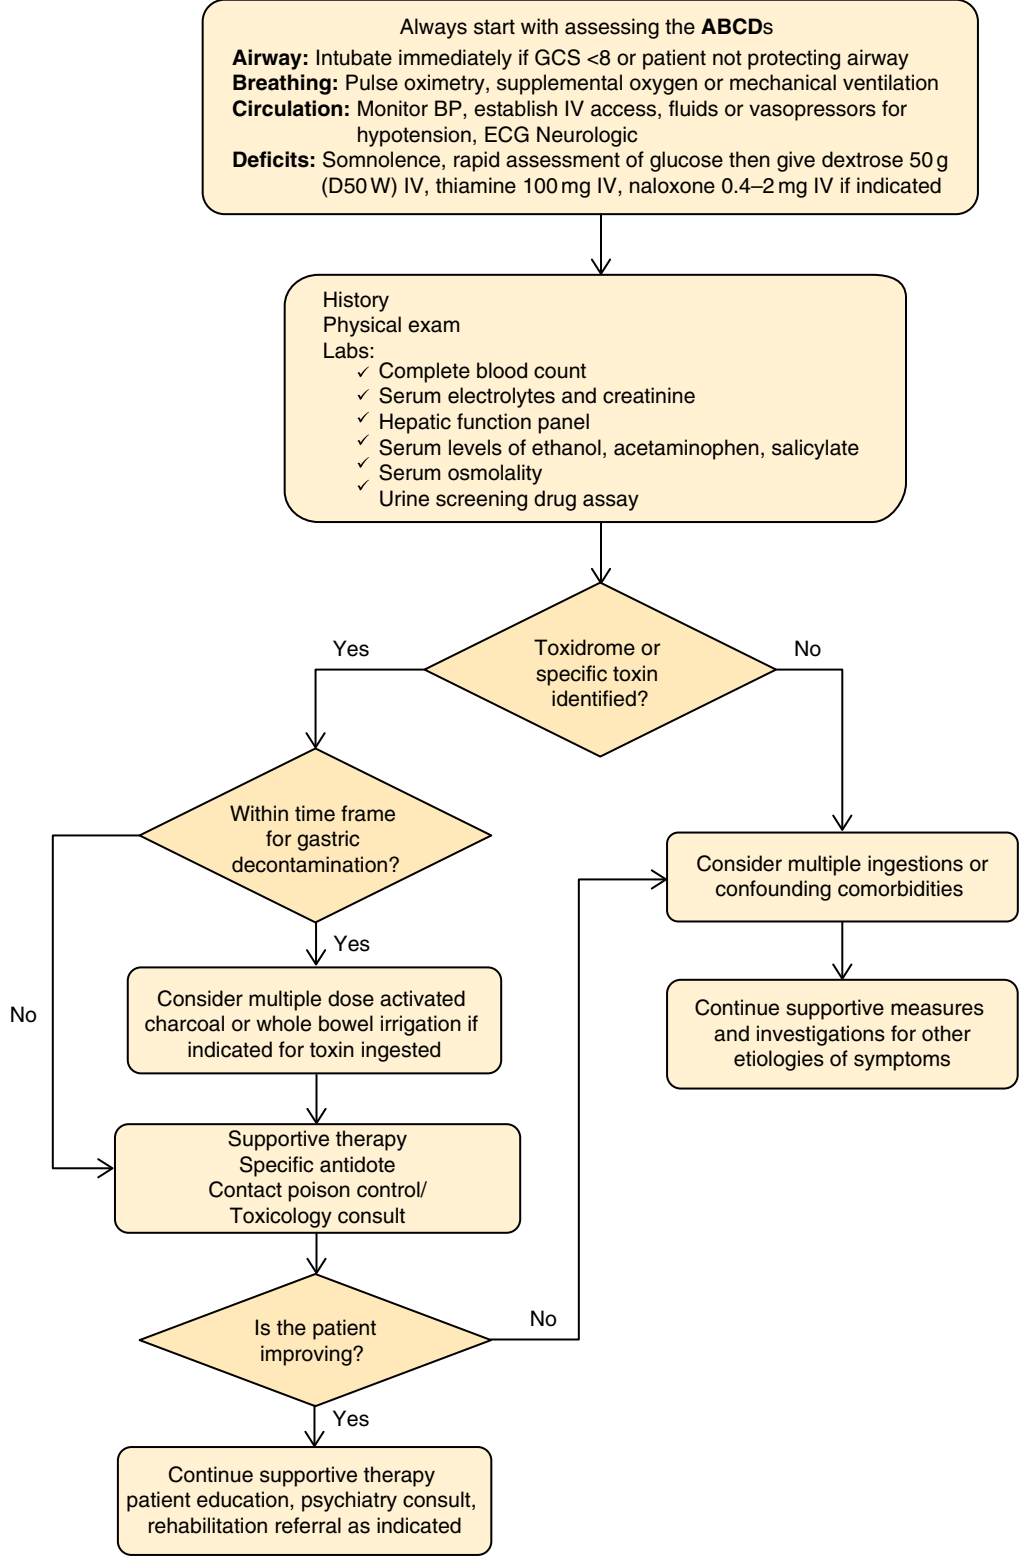 Always start with assessing the ABCDs
Airway: Intubate immediately if GCS <8 or patient not protecting airway
Breathing: Pulse oximetry, supplemental oxygen or mechanical ventilation
Circulation: Monitor BP, establish IV access, fluids or vasopressors for
hypotension, ECG Neurologic
Deficits: Somnolence, rapid assessment of glucose then give dextrose 50 g
(D50 W) IV, thiamine 100 mg IV, naloxone 0.4–2 mg IV if indicated
History
Physical exam
Labs:
✓ Complete blood count
✓ Serum electrolytes and creatinine
✓ Hepatic function panel
✓ Serum levels of ethanol, acetaminophen, salicylate
✓ Serum osmolality
✓ Urine screening drug assay
Toxidrome or
specific toxin
identified?
Yes
No
Within time frame
for gastric
decontamination?
Yes
No
Consider multiple dose activated
charcoal or whole bowel irrigation if
indicated for toxin ingested
Supportive therapy
Specific antidote
Contact poison control/
Toxicology consult
Is the patient
improving?
No
Yes
Continue supportive therapy
patient education, psychiatry consult,
rehabilitation referral as indicated
Consider multiple ingestions or
confounding comorbidities
Continue supportive measures
and investigations for other
etiologies of symptoms